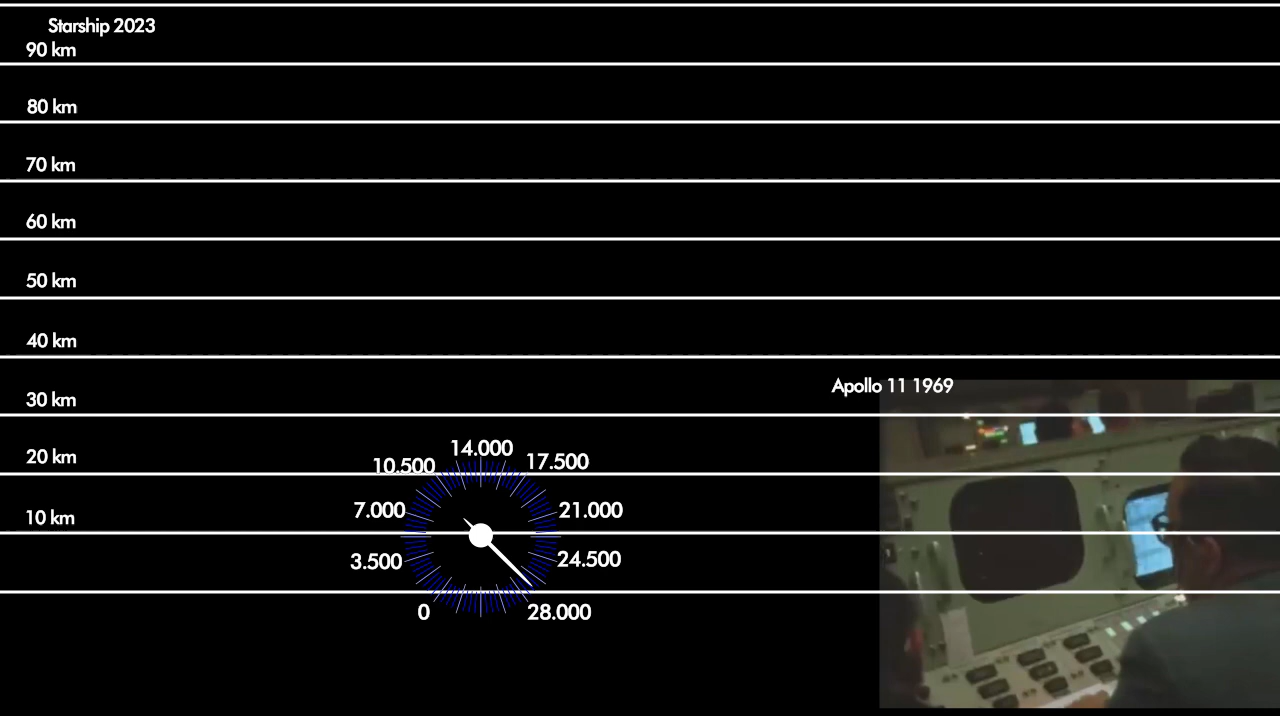 Starship 2023
90 km
80 km
70 km
60 km
50 km
40 km
Apollo 11 1969
30 km
20 km
14.000
10.500
17.500
10 km
7.000
21.000
3.500
24.500
0
28.000